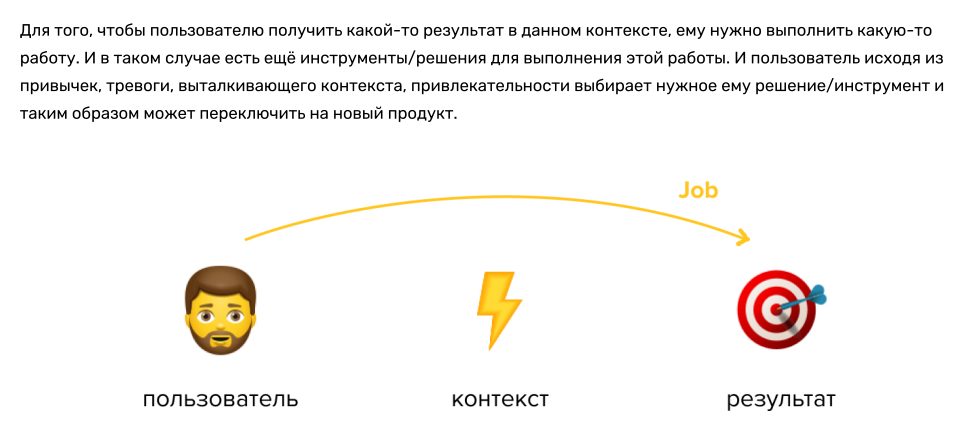 Для того, чтобы пользователю получить какой-то результат в данном контексте, ему нужно выполнить какую-то
работу. И в таком случае есть ещё инструменты/решения для выполнения этой работы. И пользователь исходя из
привычек, тревоги, выталкивающего контекста, привлекательности выбирает нужное ему решение/инструмент и
таким образом может переключить на новый продукт.
Job
пользователь
контекст
результат